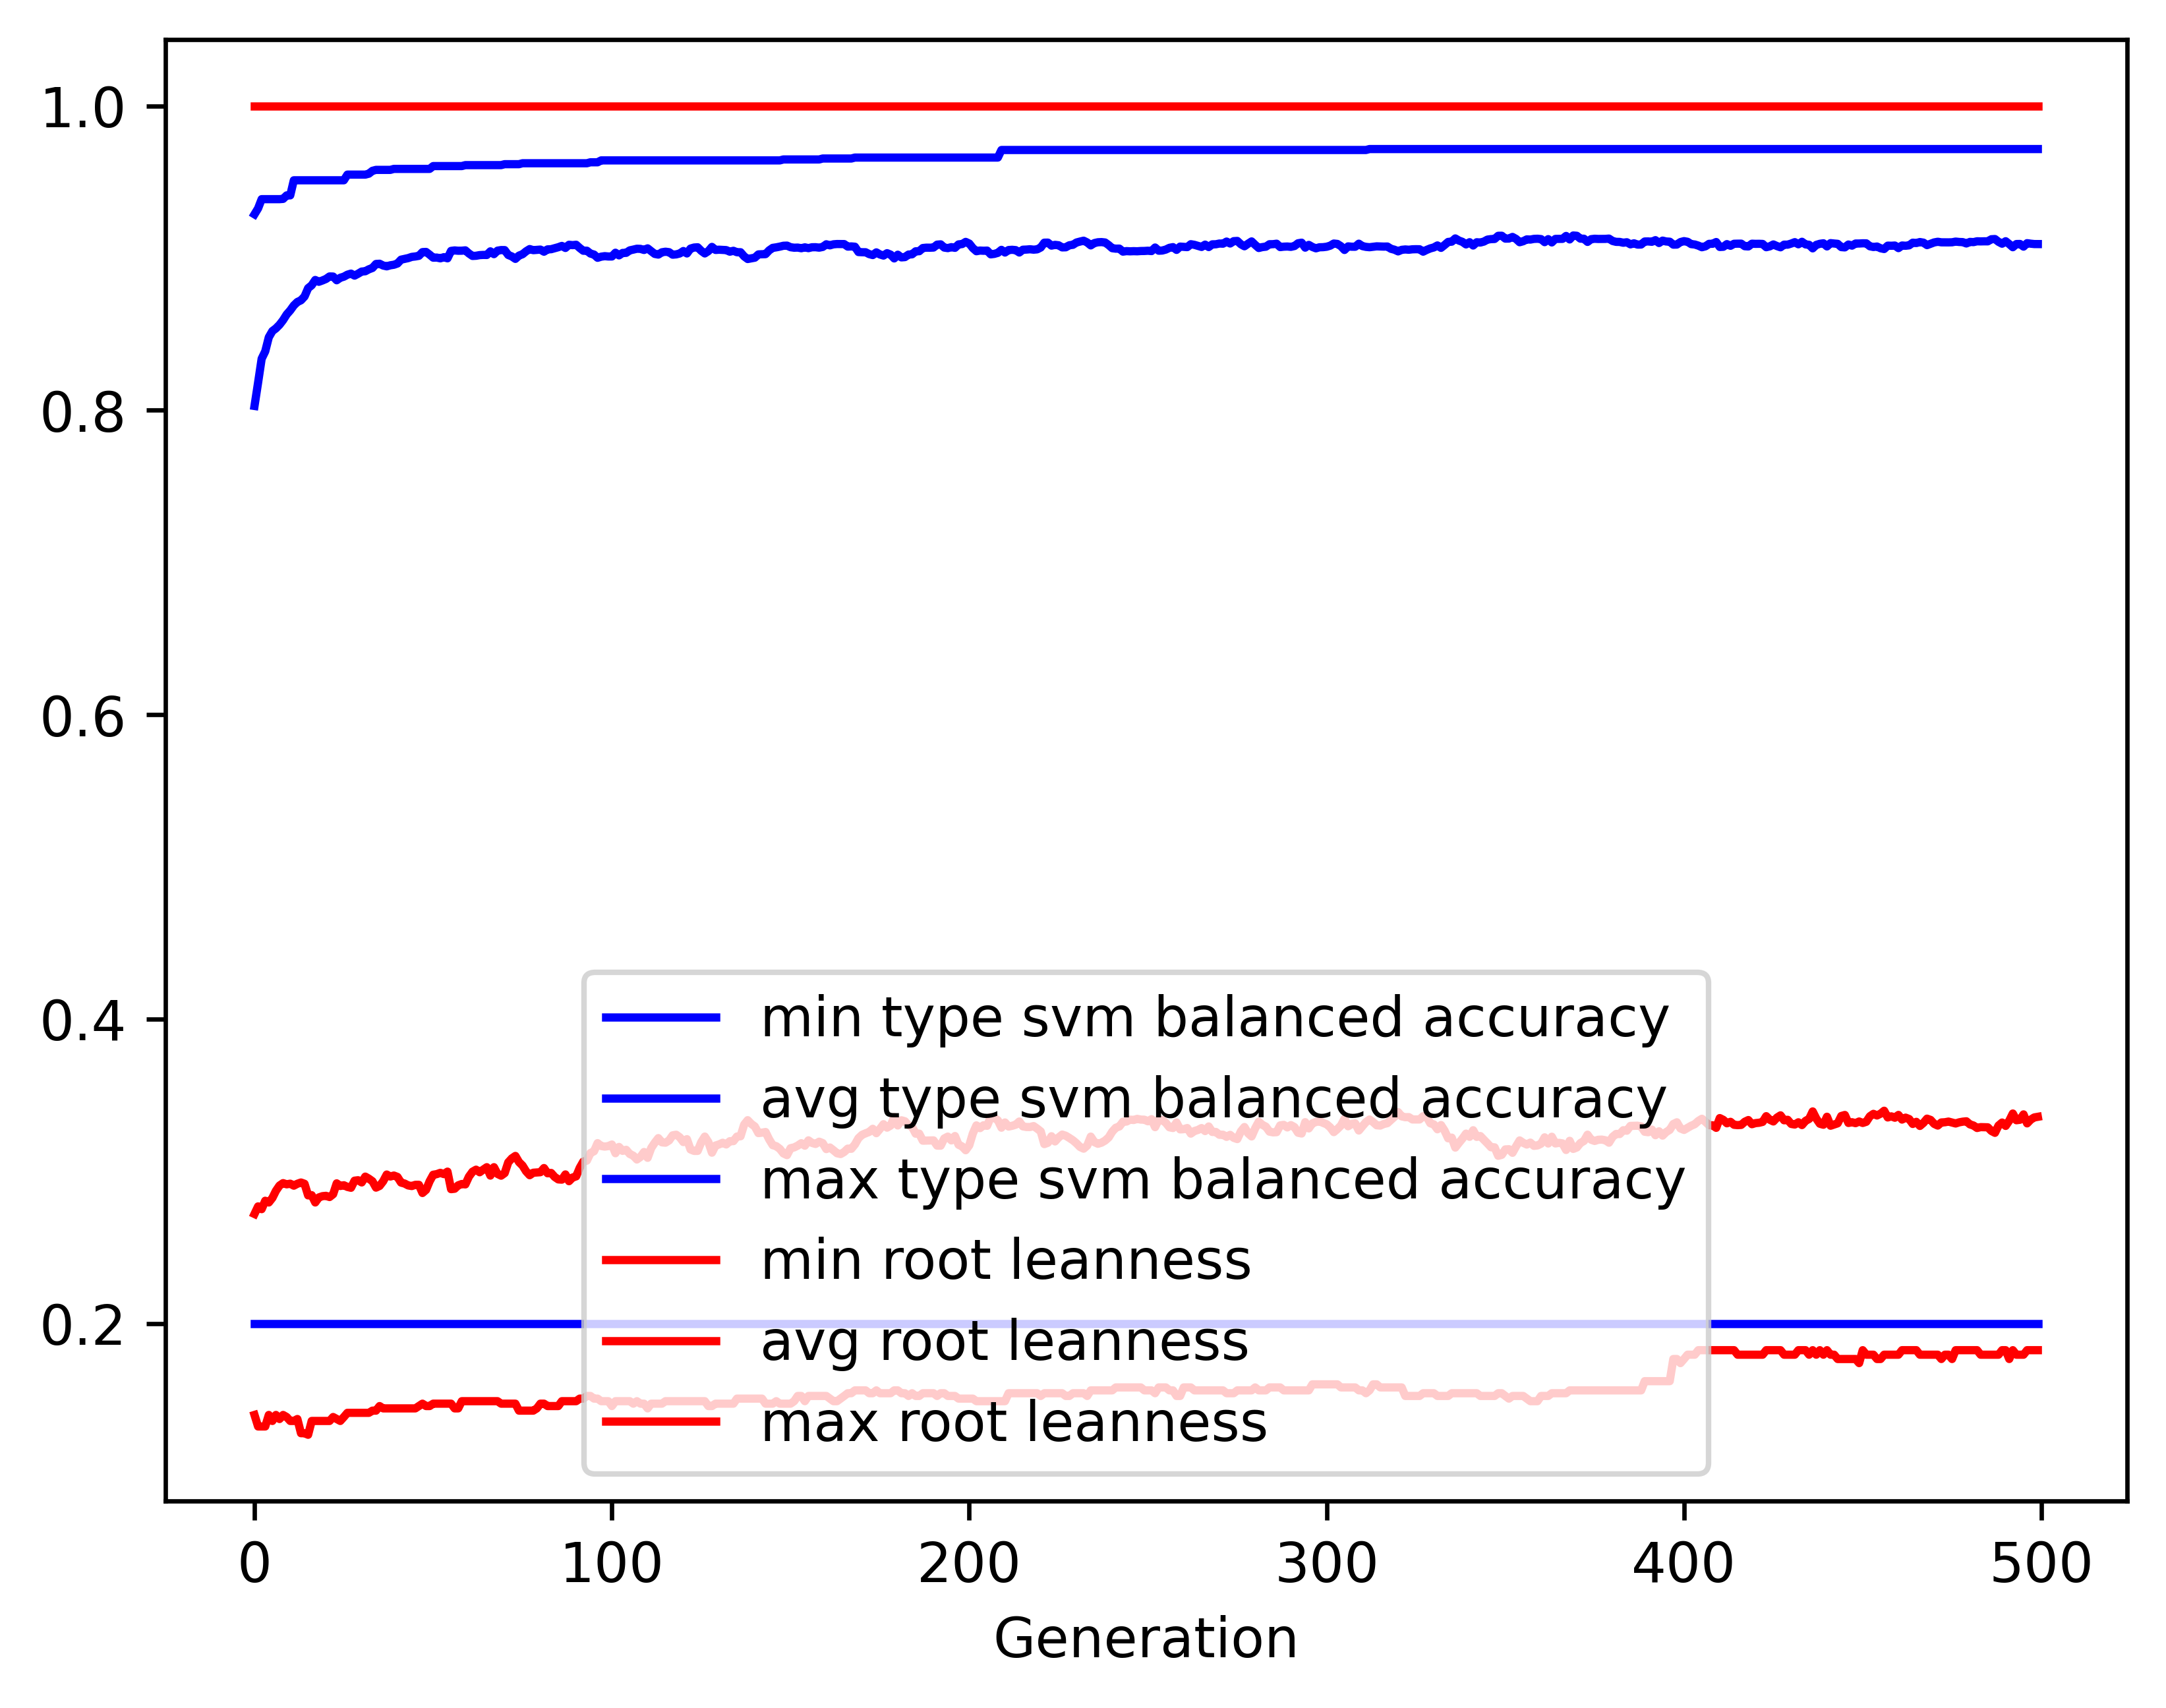 1.0
0.8
0.6
0.4
0.2
min type svm balanced accuracy
avg type svm balanced accuracy
max type svm balanced accuracy
min root leanness
avg root leanness
max root leanness
0 100 200 300 400 500
Generation